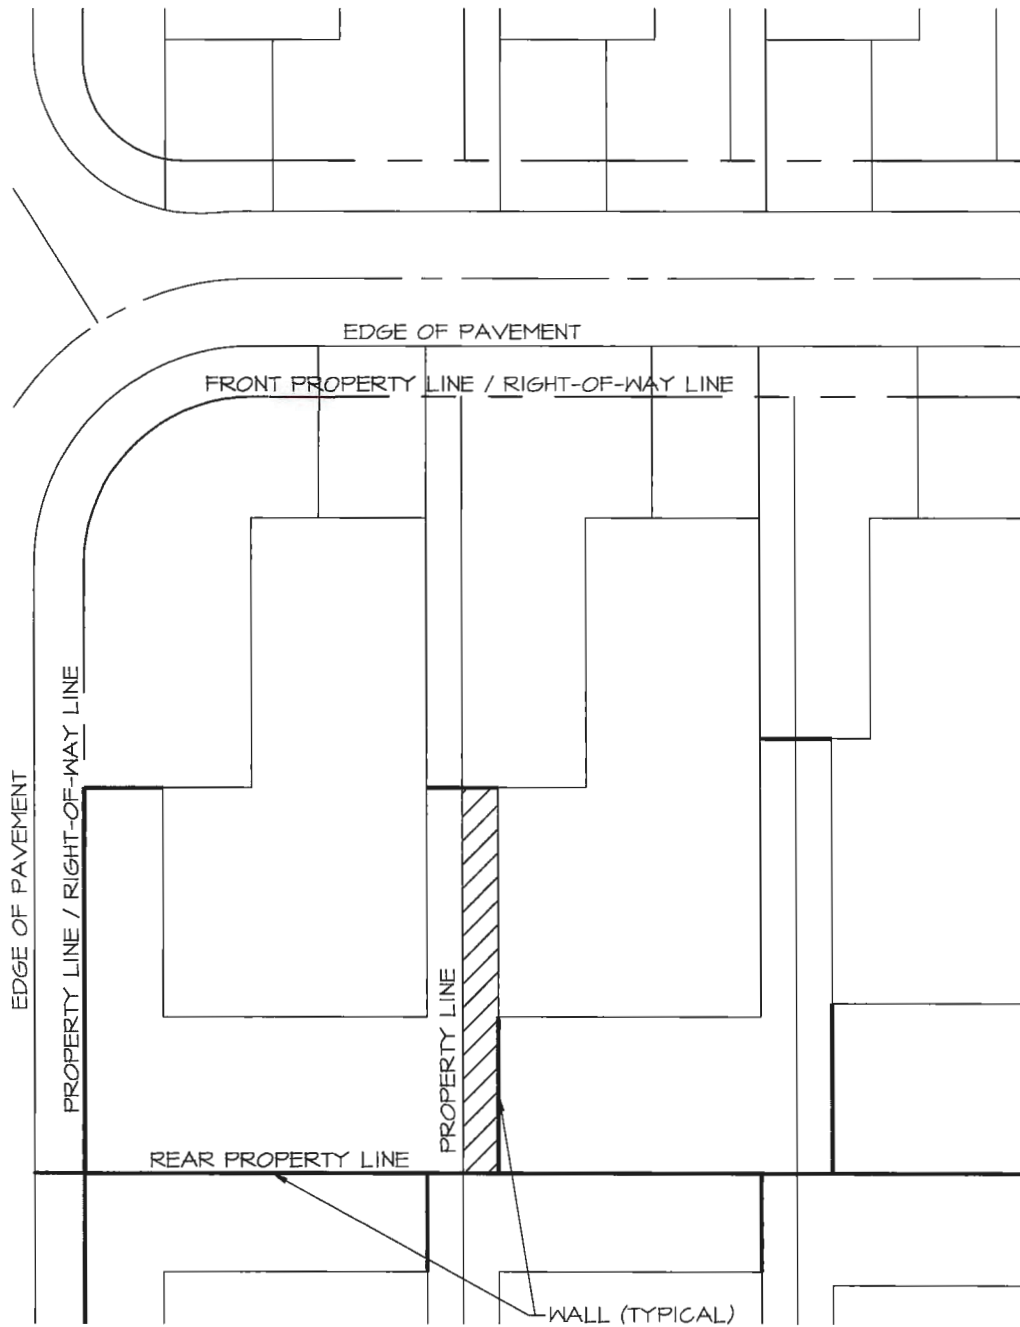 EDGE OF PAVEMENT
FRONT PROPERTY LINE / RIGHT-OF-WAY LINE
PROPERTY LINE / RIGHT-OF-WAY LINE
EDGE OF PAVEMENT
PROPERTY LINE
REAR PROPERTY LINE
WALL (TYPICAL)